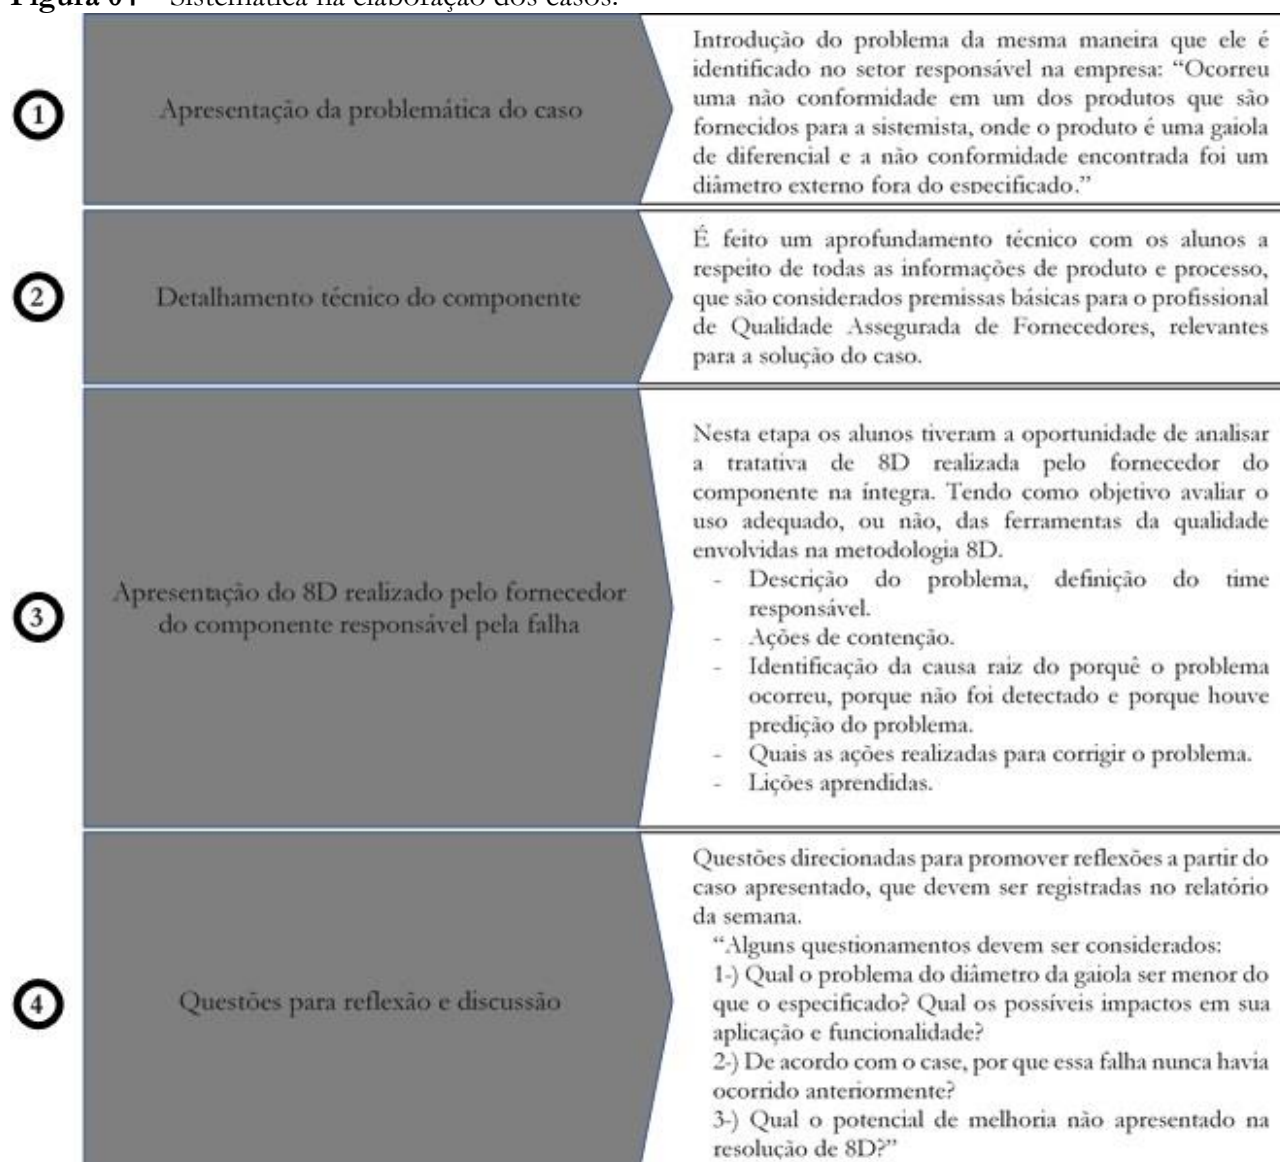 Figura 04 – Sistemática na elaboração dos casos.
1
Apresentação da problemática do caso
Introdução do problema da mesma maneira que ele é
identificado no setor responsável na empresa: “Ocorreu
uma não conformidade em um dos produtos que são
fornecidos para a sistemista, onde o produto é uma gaiola
de diferencial e a não conformidade encontrada foi um
diâmetro externo fora do especificado.”
2
Detalhamento técnico do componente
É feito um aprofundamento técnico com os alunos a
respeito de todas as informações de produto e processo,
que são considerados premissas básicas para o profissional
de Qualidade Assegurada de Fornecedores, relevantes
para a solução do caso.
3
Apresentação do 8D realizado pelo fornecedor
do componente responsável pela falha
Nesta etapa os alunos tiveram a oportunidade de analisar
a tratativa de 8D realizada pelo fornecedor do
componente na íntegra. Tendo como objetivo avaliar o
uso adequado, ou não, das ferramentas da qualidade
envolvidas na metodologia 8D.
- Descrição do problema, definição do time
responsável.
- Ações de contenção.
- Identificação da causa raiz do porquê o problema
ocorreu, porque não foi detectado e porque houve
predição do problema.
- Quais as ações realizadas para corrigir o problema.
- Lições aprendidas.
4
Questões para reflexão e discussão
Questões direcionadas para promover reflexões a partir do
caso apresentado, que devem ser registradas no relatório
da semana.
“Alguns questionamentos devem ser considerados:
1-) Qual o problema do diâmetro da gaiola ser menor do
que o especificado? Qual os possíveis impactos em sua
aplicação e funcionalidade?
2-) De acordo com o case, por que essa falha nunca havia
ocorrido anteriormente?
3-) Qual o potencial de melhoria não apresentado na
resolução de 8D?”